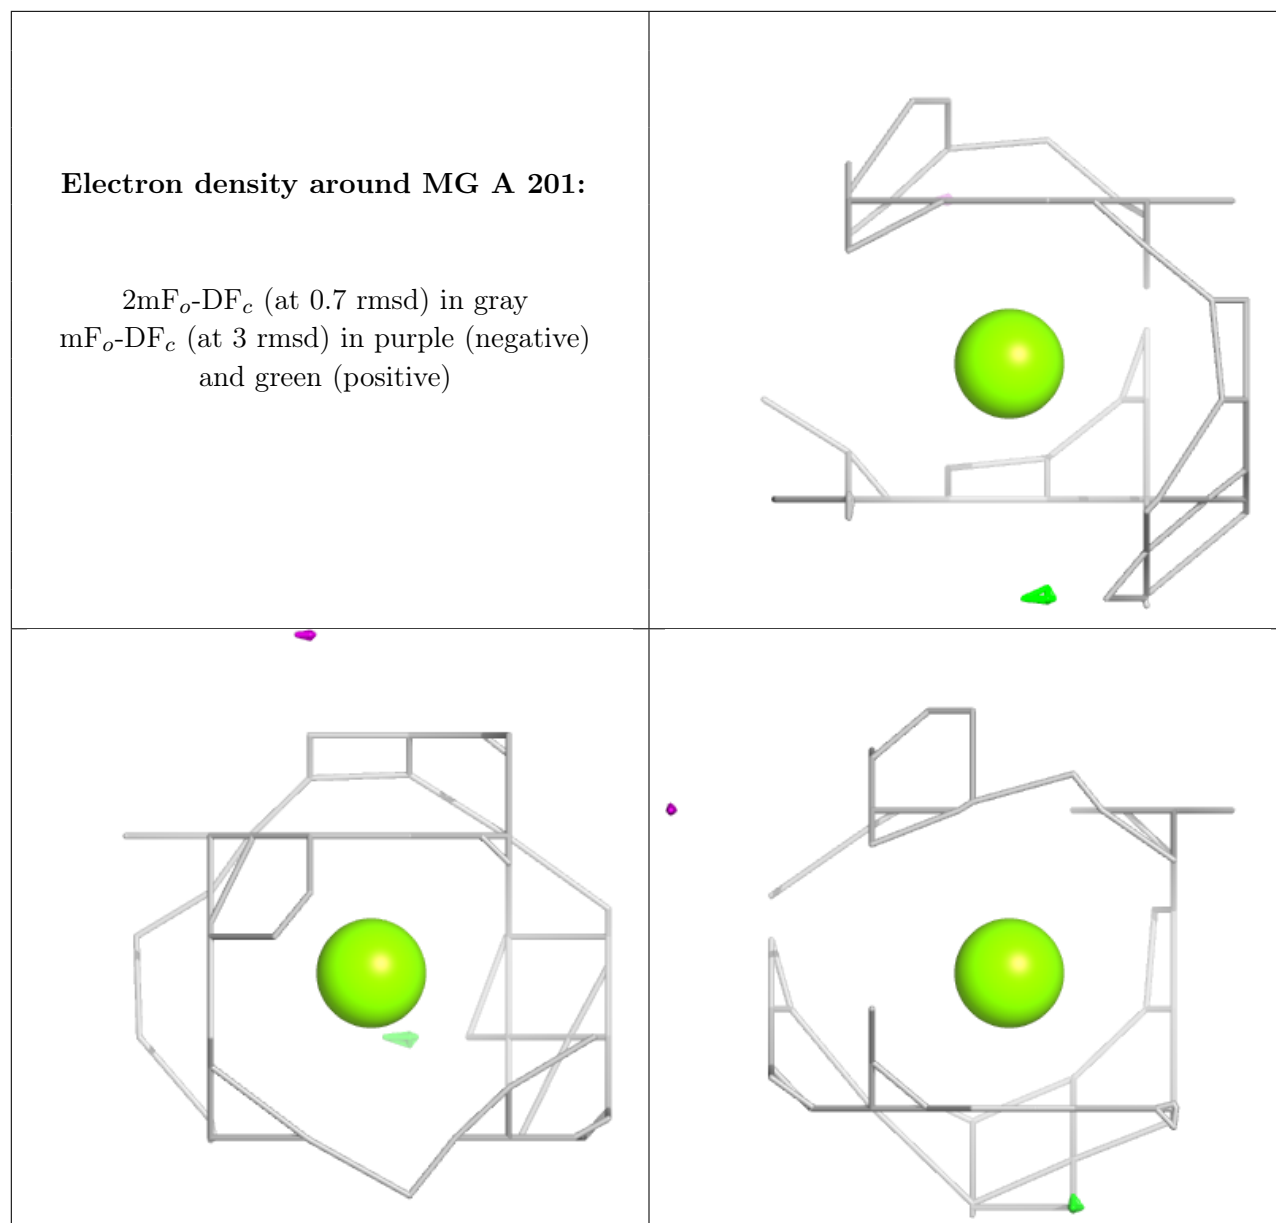 Electron density around MG A 201:
2mFo-DFc (at 0.7 rmsd) in gray
mFo-DFc (at 3 rmsd) in purple (negative)
and green (positive)